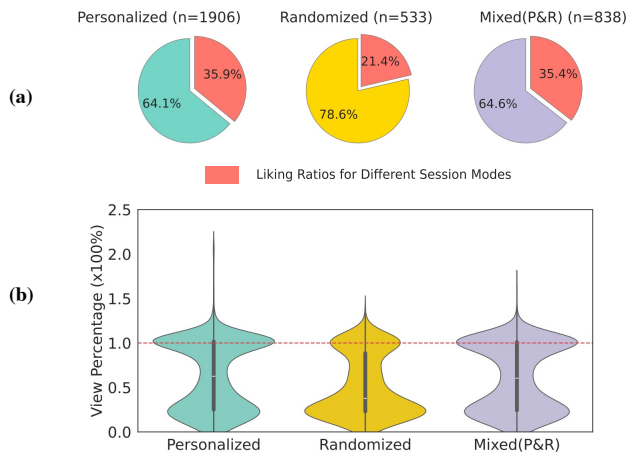 Personalized (n=1906) Randomized (n=533) Mixed(P&R) (n=838)
(a)
35.9% 64.1% 21.4% 78.6% 35.4% 64.6%
Liking Ratios for Different Session Modes
(b)
View Percentage (x100%)
2.5
2.0
1.5
1.0
0.5
0.0
Personalized Randomized Mixed(P&R)